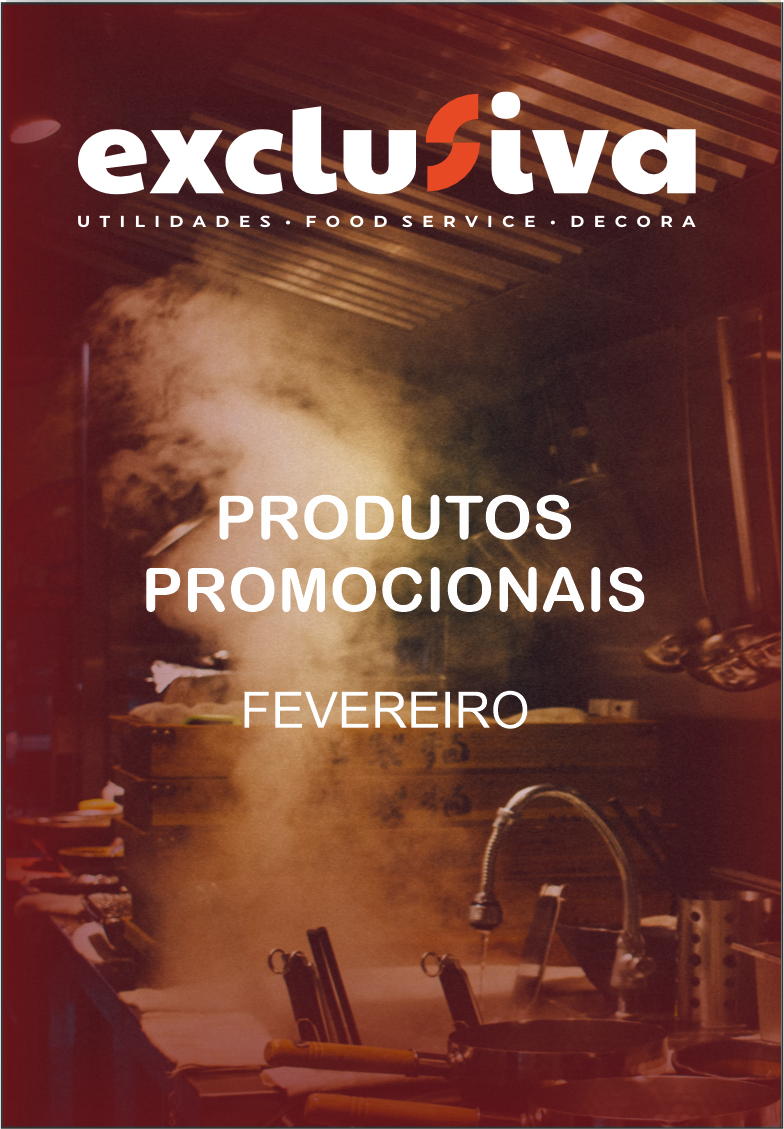 exclusiva
UTILIDADES • FOOD SERVICE • DECORA
PRODUTOS
PROMOCIONAIS
FEVEREIRO